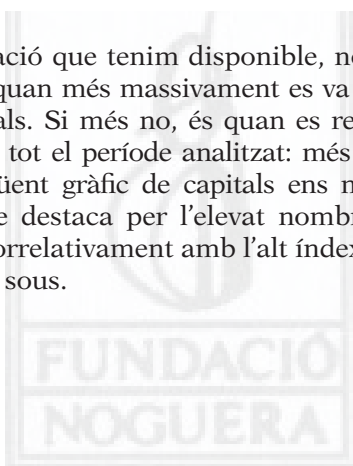 ació que tenim disponible, no
quan més massivament es va
als. Si més no, és quan es re
tot el període analitzat: més
üent gràfic de capitals ens
e destaca per l'elevat nombr
orrelativament amb l'alt índex
sous.
FUNDACIÓ
NOGUERA